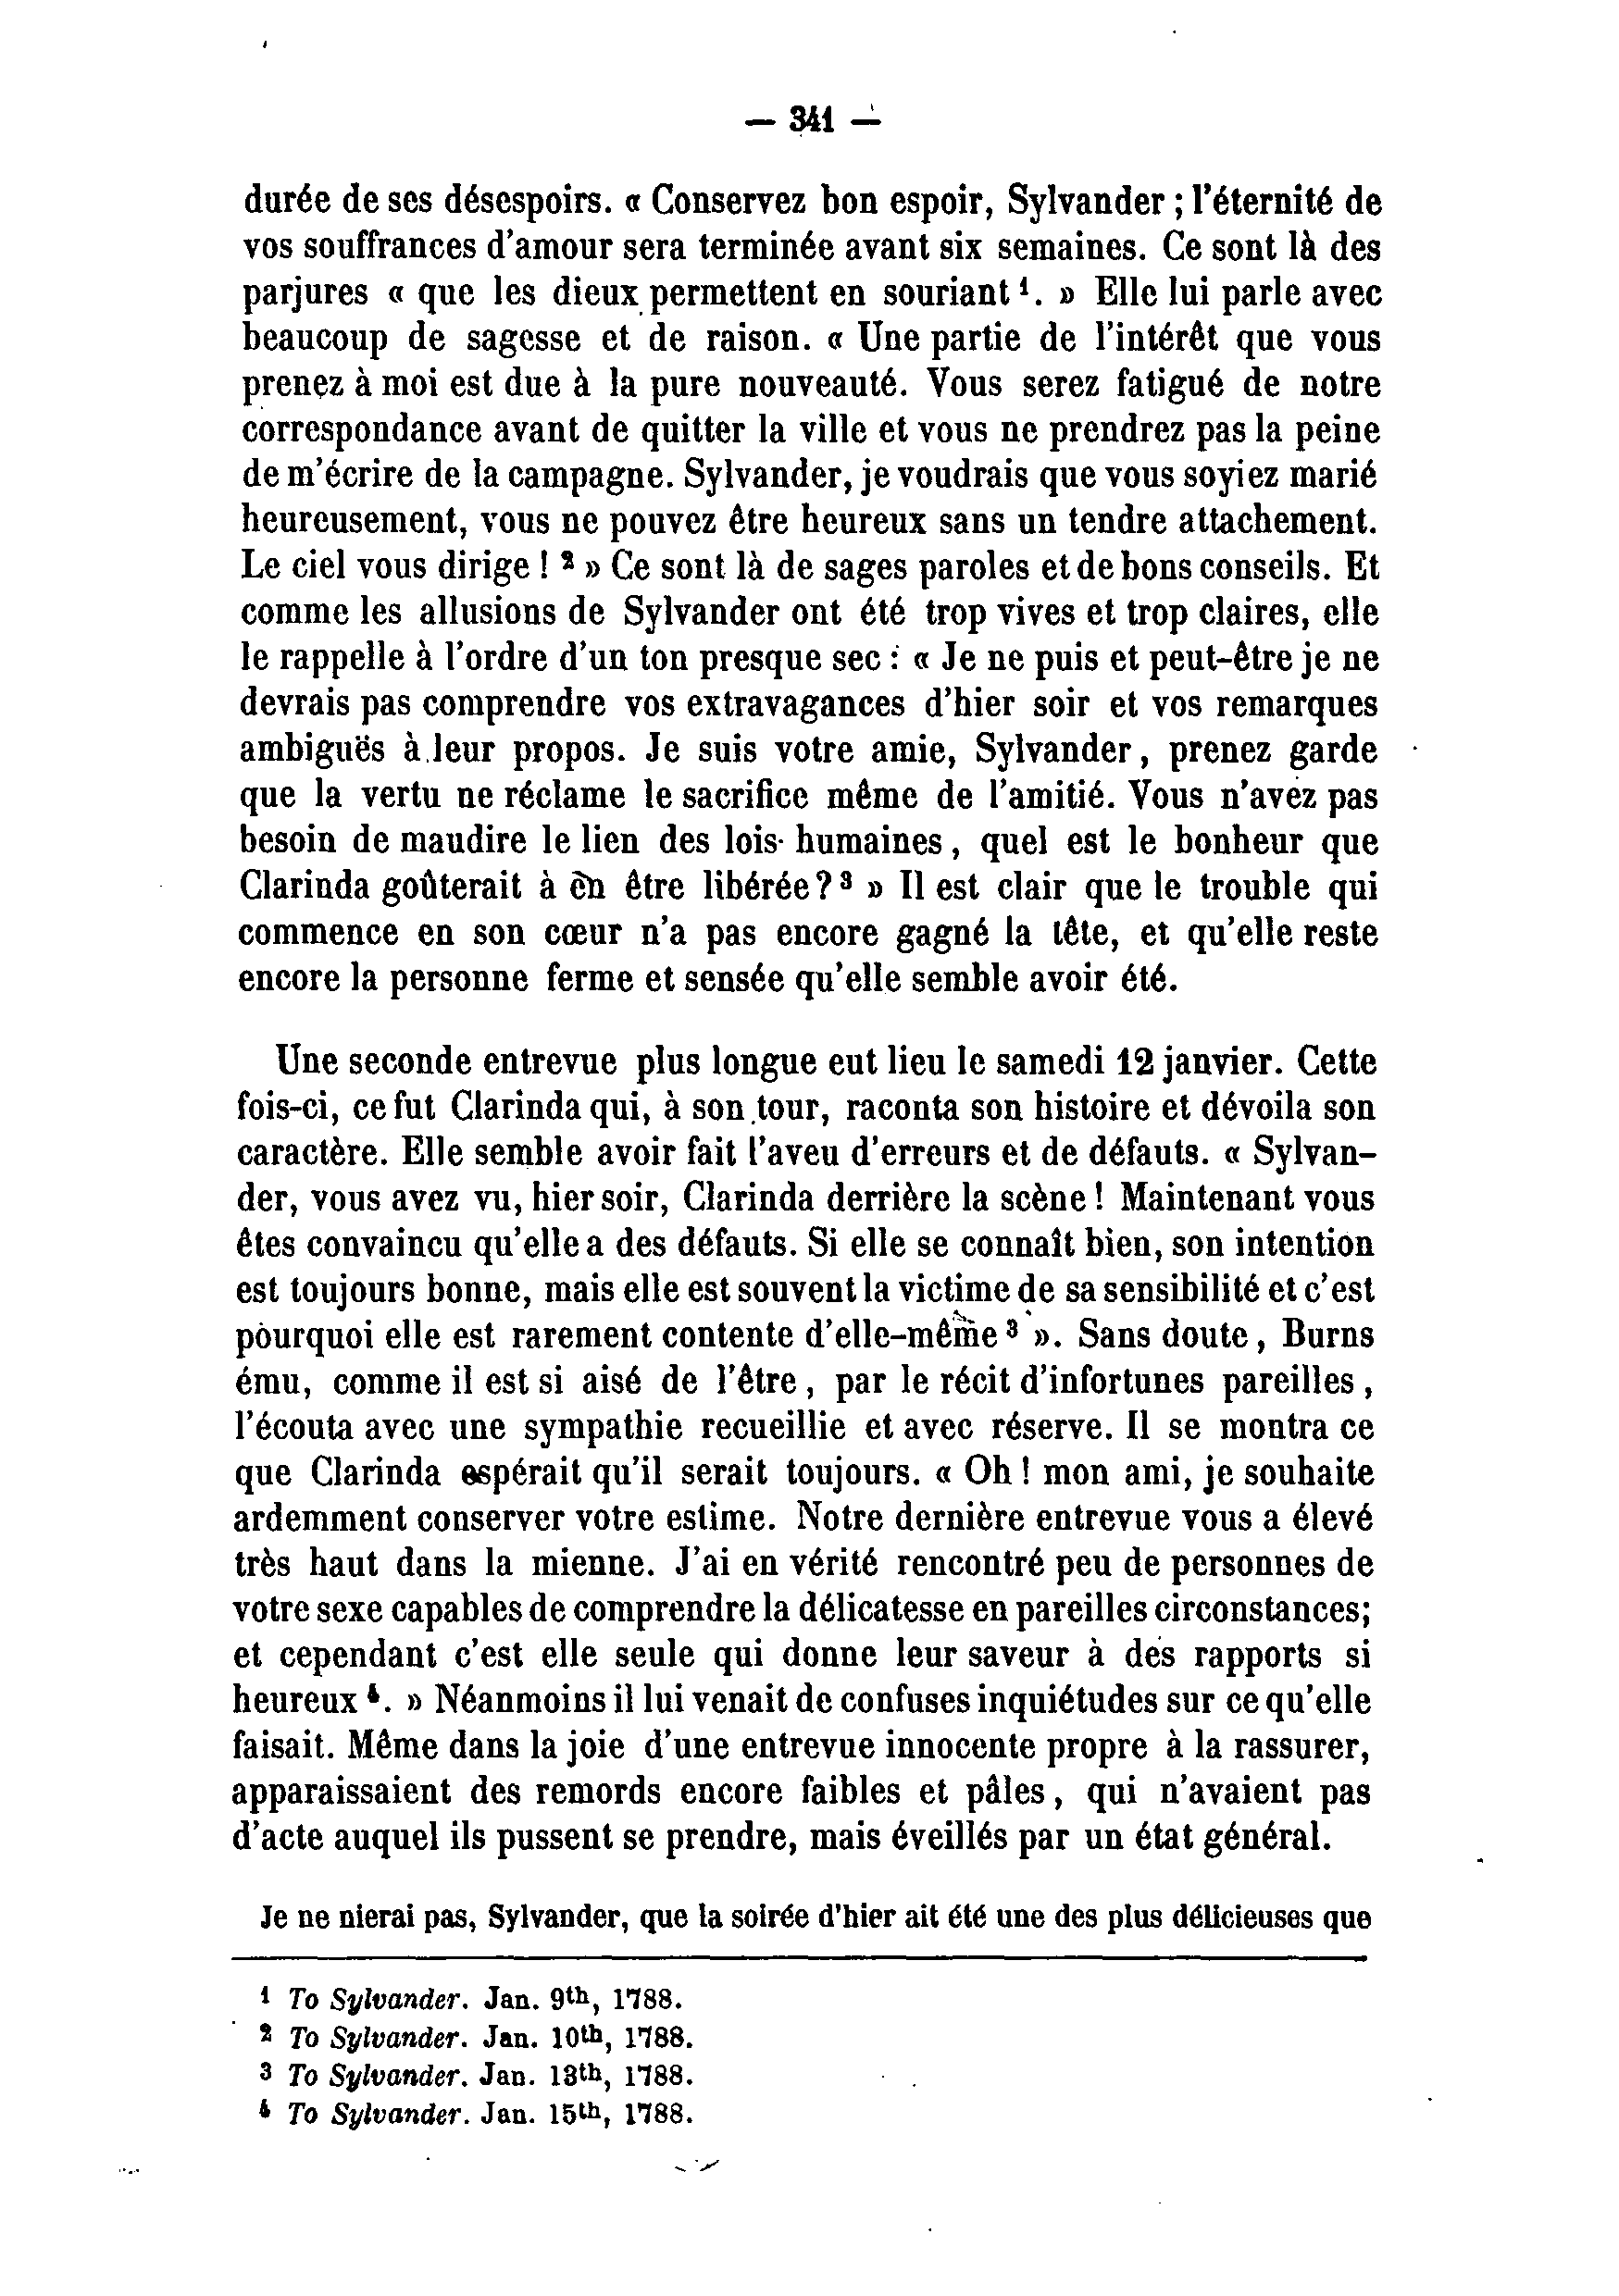 — 341 —
durée de ses désespoirs. « Conservez bon espoir, Sylvander ; l'éternité de
vos souffrances d'amour sera terminée avant six semaines. Ce sont là des
parjures « que les dieux permettent en souriant ¹. » Elle lui parle avec
beaucoup de sagesse et de raison. « Une partie de l'intérêt que vous
prenez à moi est due à la pure nouveauté. Vous serez fatigué de notre
correspondance avant de quitter la ville et vous ne prendrez pas la peine
de m'écrire de la campagne. Sylvander, je voudrais que vous soyiez marié
heureusement, vous ne pouvez être heureux sans un tendre attachement.
Le ciel vous dirige ! ² » Ce sont là de sages paroles et de bons conseils. Et
comme les allusions de Sylvander ont été trop vives et trop claires, elle
le rappelle à l'ordre d'un ton presque sec : « Je ne puis et peut-être je ne
devrais pas comprendre vos extravagances d'hier soir et vos remarques
ambiguës à leur propos. Je suis votre amie, Sylvander, prenez garde
que la vertu ne réclame le sacrifice même de l'amitié. Vous n'avez pas
besoin de maudire le lien des lois humaines, quel est le bonheur que
Clarinda goûterait à en être libérée ? ³ » Il est clair que le trouble qui
commence en son cœur n'a pas encore gagné la tête, et qu'elle reste
encore la personne ferme et sensée qu'elle semble avoir été.
Une seconde entrevue plus longue eut lieu le samedi 12 janvier. Cette
fois-ci, ce fut Clarinda qui, à son tour, raconta son histoire et dévoila son
caractère. Elle semble avoir fait l'aveu d'erreurs et de défauts. « Sylvan-
der, vous avez vu, hier soir, Clarinda derrière la scène ! Maintenant vous
êtes convaincu qu'elle a des défauts. Si elle se connaît bien, son intention
est toujours bonne, mais elle est souvent la victime de sa sensibilité et c'est
pourquoi elle est rarement contente d'elle-même ³ ». Sans doute, Burns
ému, comme il est si aisé de l'être, par le récit d'infortunes pareilles,
l'écouta avec une sympathie recueillie et avec réserve. Il se montra ce
que Clarinda espérait qu'il serait toujours. « Oh ! mon ami, je souhaite
ardemment conserver votre estime. Notre dernière entrevue vous a élevé
très haut dans la mienne. J'ai en vérité rencontré peu de personnes de
votre sexe capables de comprendre la délicatesse en pareilles circonstances;
et cependant c'est elle seule qui donne leur saveur à des rapports si
heureux ⁴. » Néanmoins il lui venait de confuses inquiétudes sur ce qu'elle
faisait. Même dans la joie d'une entrevue innocente propre à la rassurer,
apparaissaient des remords encore faibles et pâles, qui n'avaient pas
d'acte auquel ils pussent se prendre, mais éveillés par un état général.
Je ne nierai pas, Sylvander, que la soirée d'hier ait été une des plus délicieuses que
¹ To Sylvander. Jan. 9th, 1788.
² To Sylvander. Jan. 10th, 1788.
³ To Sylvander. Jan. 13th, 1788.
⁴ To Sylvander. Jan. 15th, 1788.